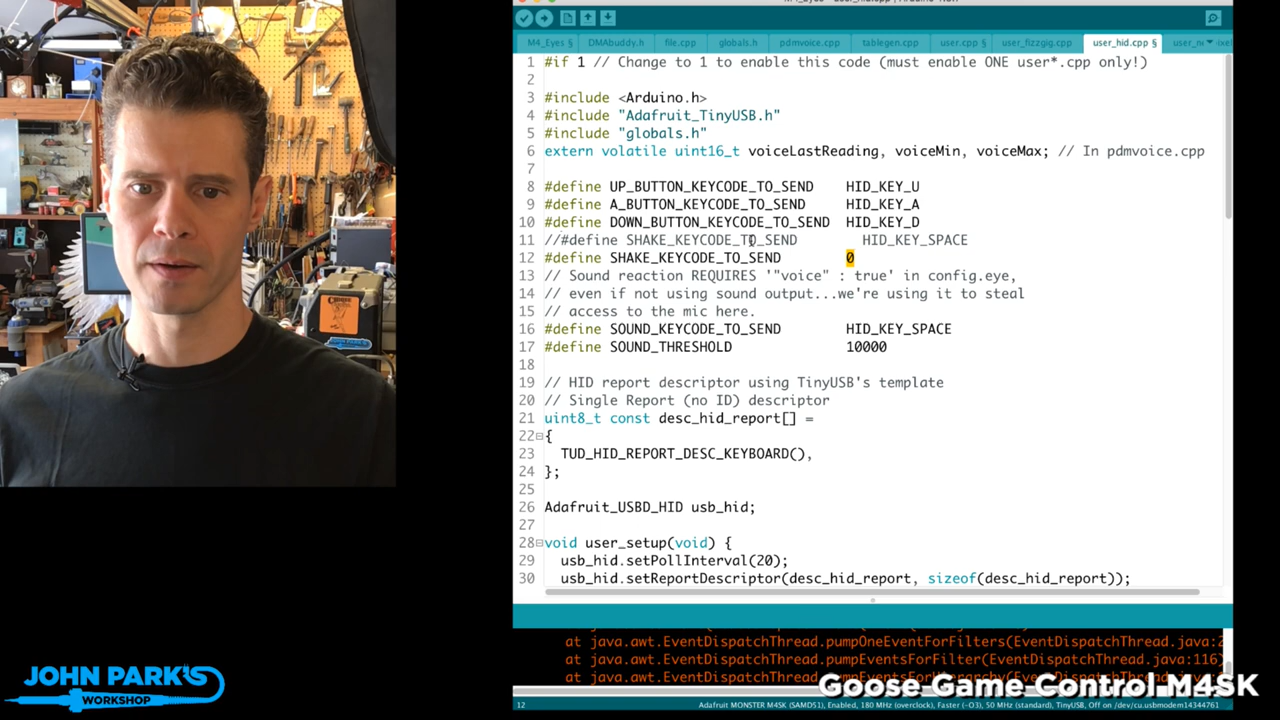 M4_Eyes § DMAbuddy.h file.cpp globals.h pdmvoice.cpp tablegen.cpp user.cpp § user_fizzgig.cpp user_hid.cpp §
1 #if 1 // Change to 1 to enable this code (must enable ONE user*.cpp only!)
2
3 #include <Arduino.h>
4 #include "Adafruit_TinyUSB.h"
5 #include "globals.h"
6 extern volatile uint16_t voiceLastReading, voiceMin, voiceMax; // In pdmvoice.cpp
7
8 #define UP_BUTTON_KEYCODE_TO_SEND HID_KEY_U
9 #define A_BUTTON_KEYCODE_TO_SEND HID_KEY_A
10 #define DOWN_BUTTON_KEYCODE_TO_SEND HID_KEY_D
11 //#define SHAKE_KEYCODE_TO_SEND HID_KEY_SPACE
12 #define SHAKE_KEYCODE_TO_SEND 0
13 // Sound reaction REQUIRES '"voice" : true' in config.eye,
14 // even if not using sound output...we're using it to steal
15 // access to the mic here.
16 #define SOUND_KEYCODE_TO_SEND HID_KEY_SPACE
17 #define SOUND_THRESHOLD 10000
18
19 // HID report descriptor using TinyUSB's template
20 // Single Report (no ID) descriptor
21 uint8_t const desc_hid_report[] =
22 {
23 TUD_HID_REPORT_DESC_KEYBOARD(),
24 };
25
26 Adafruit_USBD_HID usb_hid;
27
28 void user_setup(void) {
29 usb_hid.setPollInterval(20);
30 usb_hid.setReportDescriptor(desc_hid_report, sizeof(desc_hid_report));
at java.awt.EventDispatchThread.pumpOneEventForFilters(EventDispatchThread.java:2
at java.awt.EventDispatchThread.pumpEventsForFilter(EventDispatchThread.java:116)
12 Adafruit MONSTER M4SK (SAMD51), Enabled, 180 MHz (overclock), Faster (-O3), 50 MHz (standard), TinyUSB, Off on /dev/cu.usbmodem14344761
JOHN PARK'S
WORKSHOP
Goose Game Control M4SK